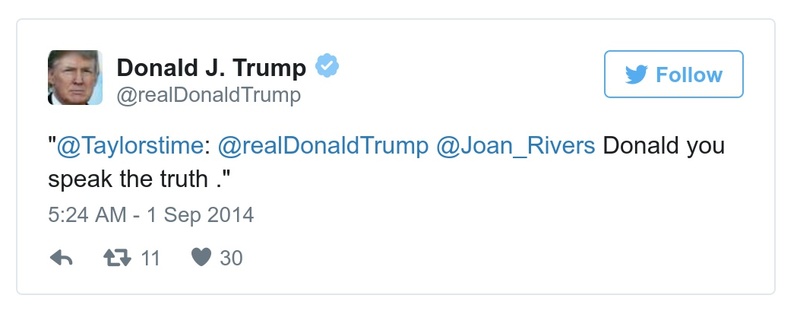 Donald J. Trump
@realDonaldTrump
Follow
"@Taylorstime: @realDonaldTrump @Joan_Rivers Donald you
speak the truth ."
5:24 AM - 1 Sep 2014
11 30